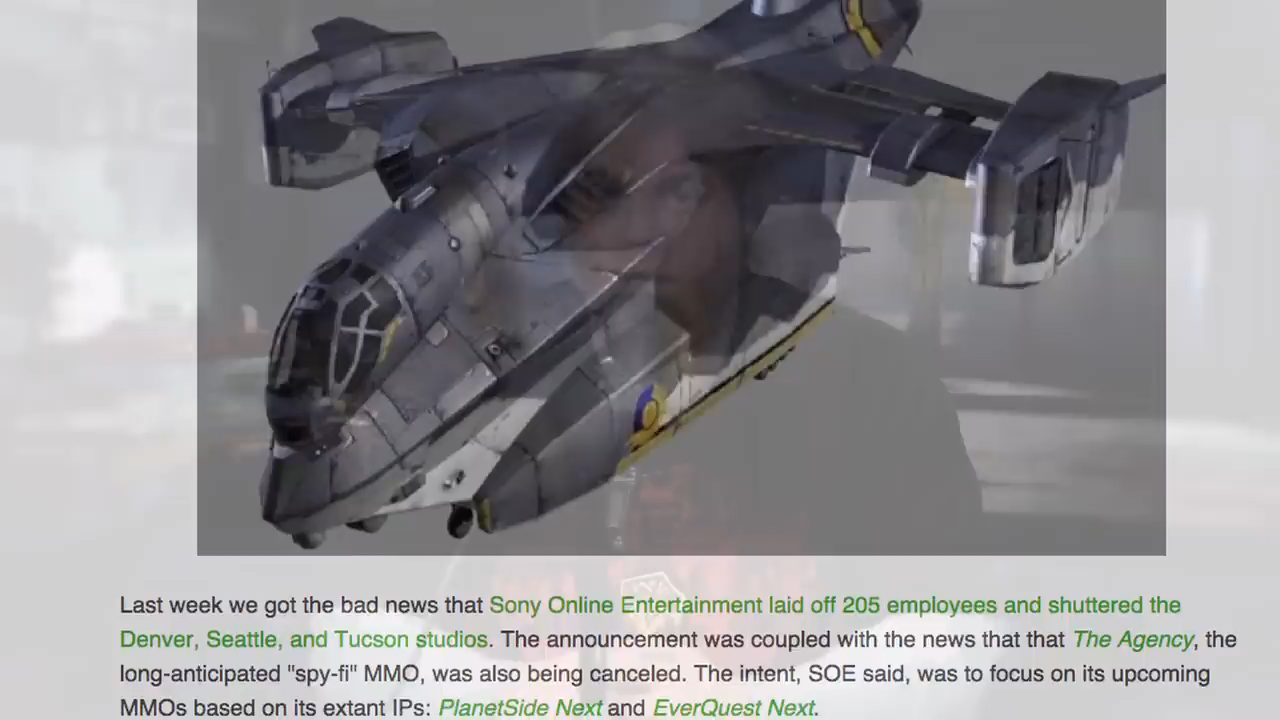 Last week we got the bad news that Sony Online Entertainment laid off 205 employees and shuttered the
Denver, Seattle, and Tucson studios. The announcement was coupled with the news that that The Agency, the
long-anticipated "spy-fi" MMO, was also being canceled. The intent, SOE said, was to focus on its upcoming
MMOs based on its extant IPs: PlanetSide Next and EverQuest Next.